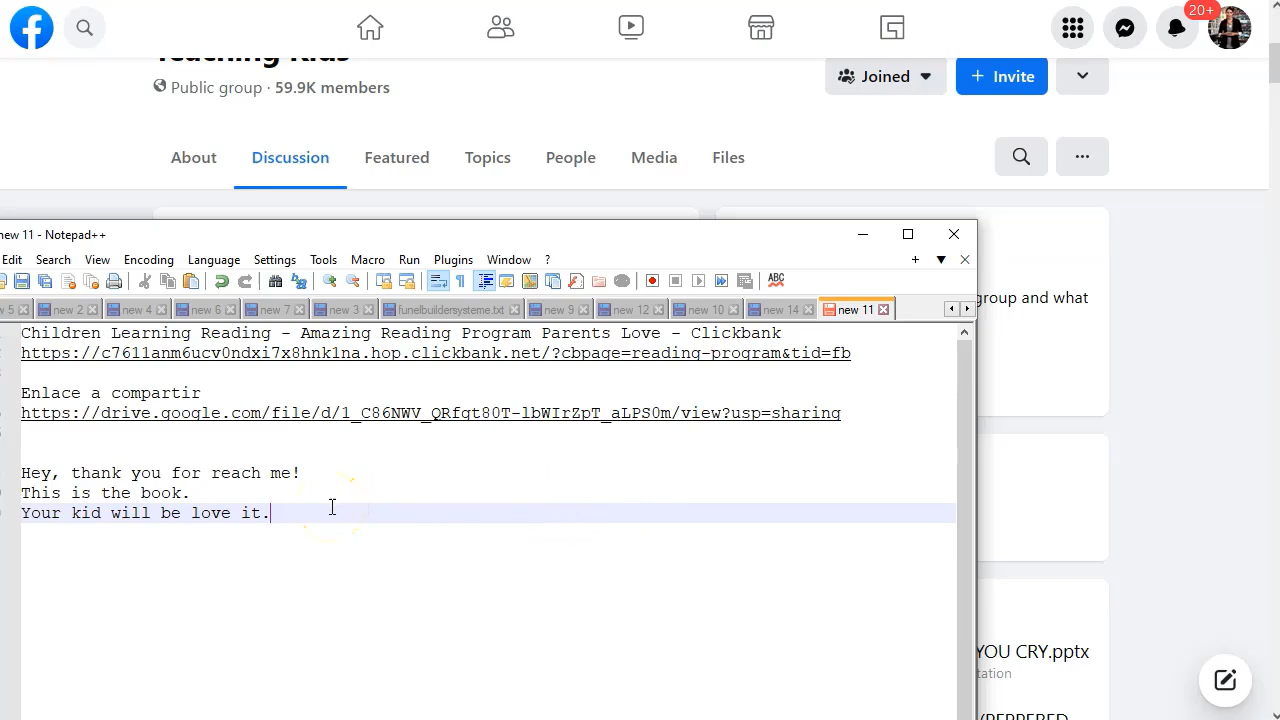 20+
Teaching Kids
Public group · 59.9K members
Joined
+ Invite
About Discussion Featured Topics People Media Files
new 11 - Notepad++
Edit Search View Encoding Language Settings Tools Macro Run Plugins Window ?
new 2 new 4 new 6 new 7 new 3 funelbuildersysteme.txt new 9 new 12 new 10 new 14 new 11
Children Learning Reading - Amazing Reading Program Parents Love - Clickbank
https://c7611anm6ucv0ndxi7x8hnk1na.hop.clickbank.net/?cbpage=reading-program&tid=fb
Enlace a compartir
https://drive.google.com/file/d/1_C86NWV_QRfgt80T-lbWIrZpT_aLPS0m/view?usp=sharing
Hey, thank you for reach me!
This is the book.
Your kid will be love it.
group and what
YOU CRY.pptx